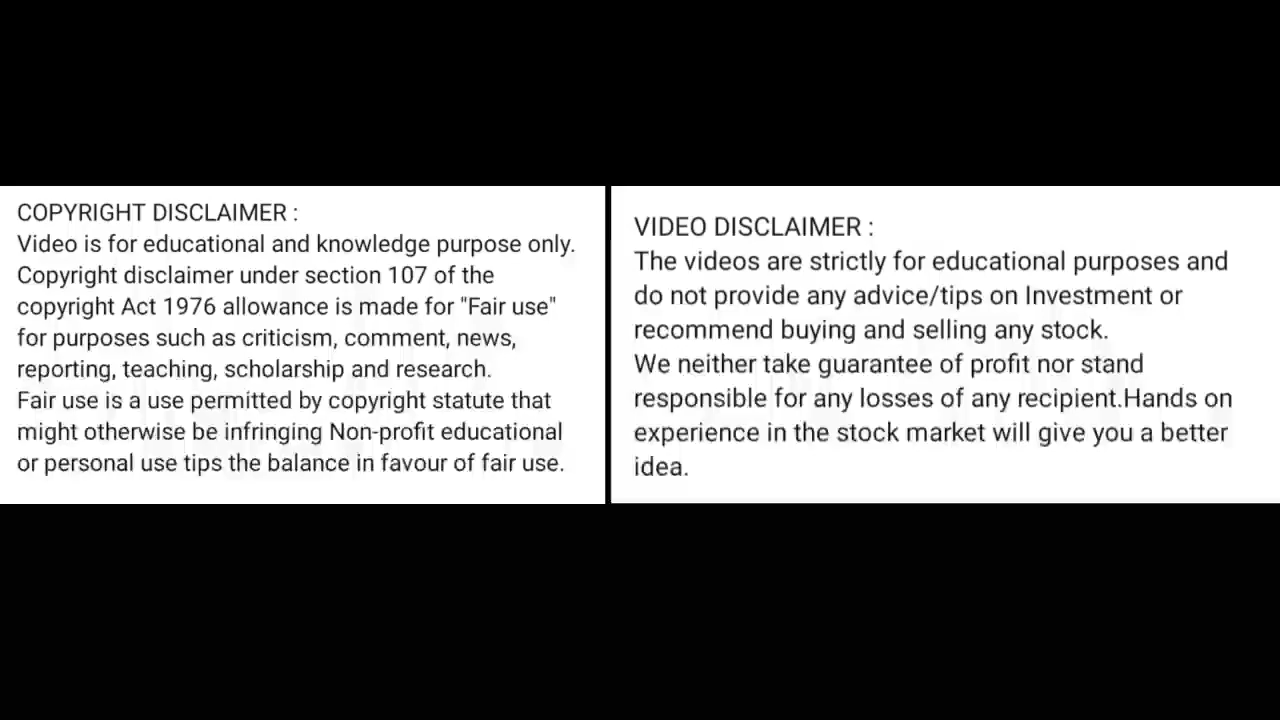 COPYRIGHT DISCLAIMER :
Video is for educational and knowledge purpose only.
Copyright disclaimer under section 107 of the
copyright Act 1976 allowance is made for "Fair use"
for purposes such as criticism, comment, news,
reporting, teaching, scholarship and research.
Fair use is a use permitted by copyright statute that
might otherwise be infringing Non-profit educational
or personal use tips the balance in favour of fair use.
VIDEO DISCLAIMER :
The videos are strictly for educational purposes and
do not provide any advice/tips on Investment or
recommend buying and selling any stock.
We neither take guarantee of profit nor stand
responsible for any losses of any recipient.Hands on
experience in the stock market will give you a better
idea.